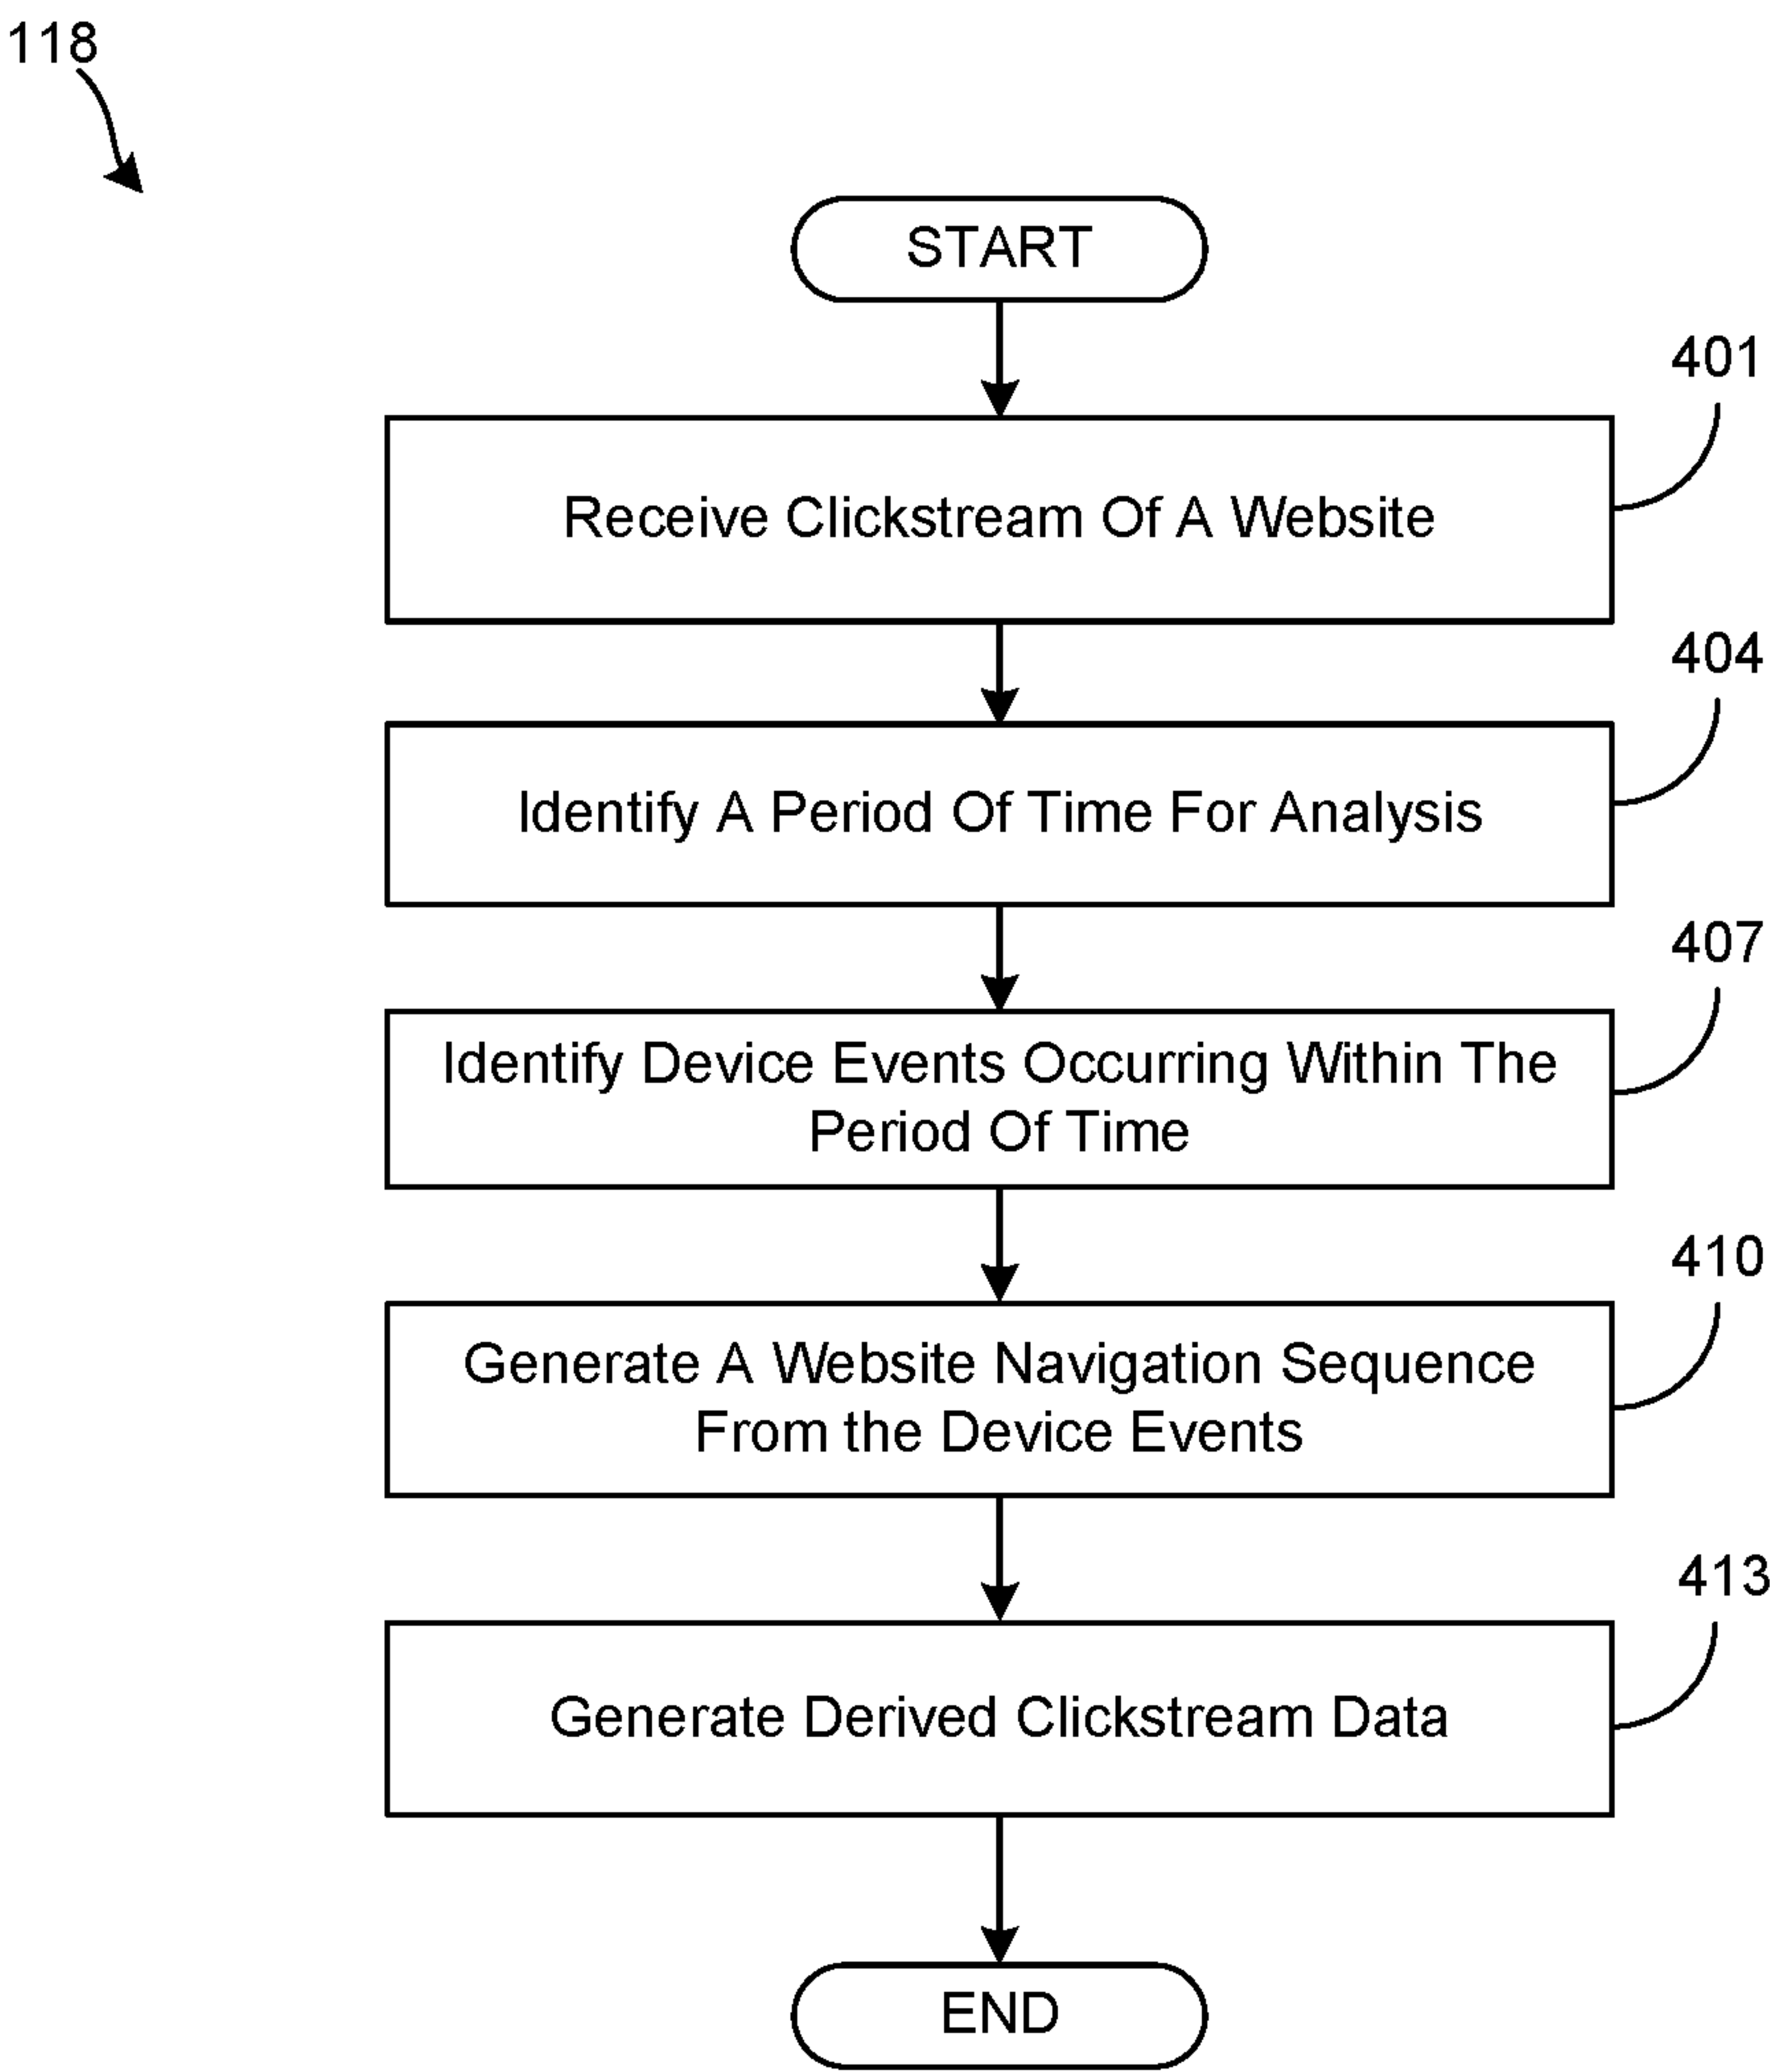 118
START
401
Receive Clickstream Of A Website
404
Identify A Period Of Time For Analysis
407
Identify Device Events Occurring Within The
Period Of Time
410
Generate A Website Navigation Sequence
From the Device Events
413
Generate Derived Clickstream Data
END